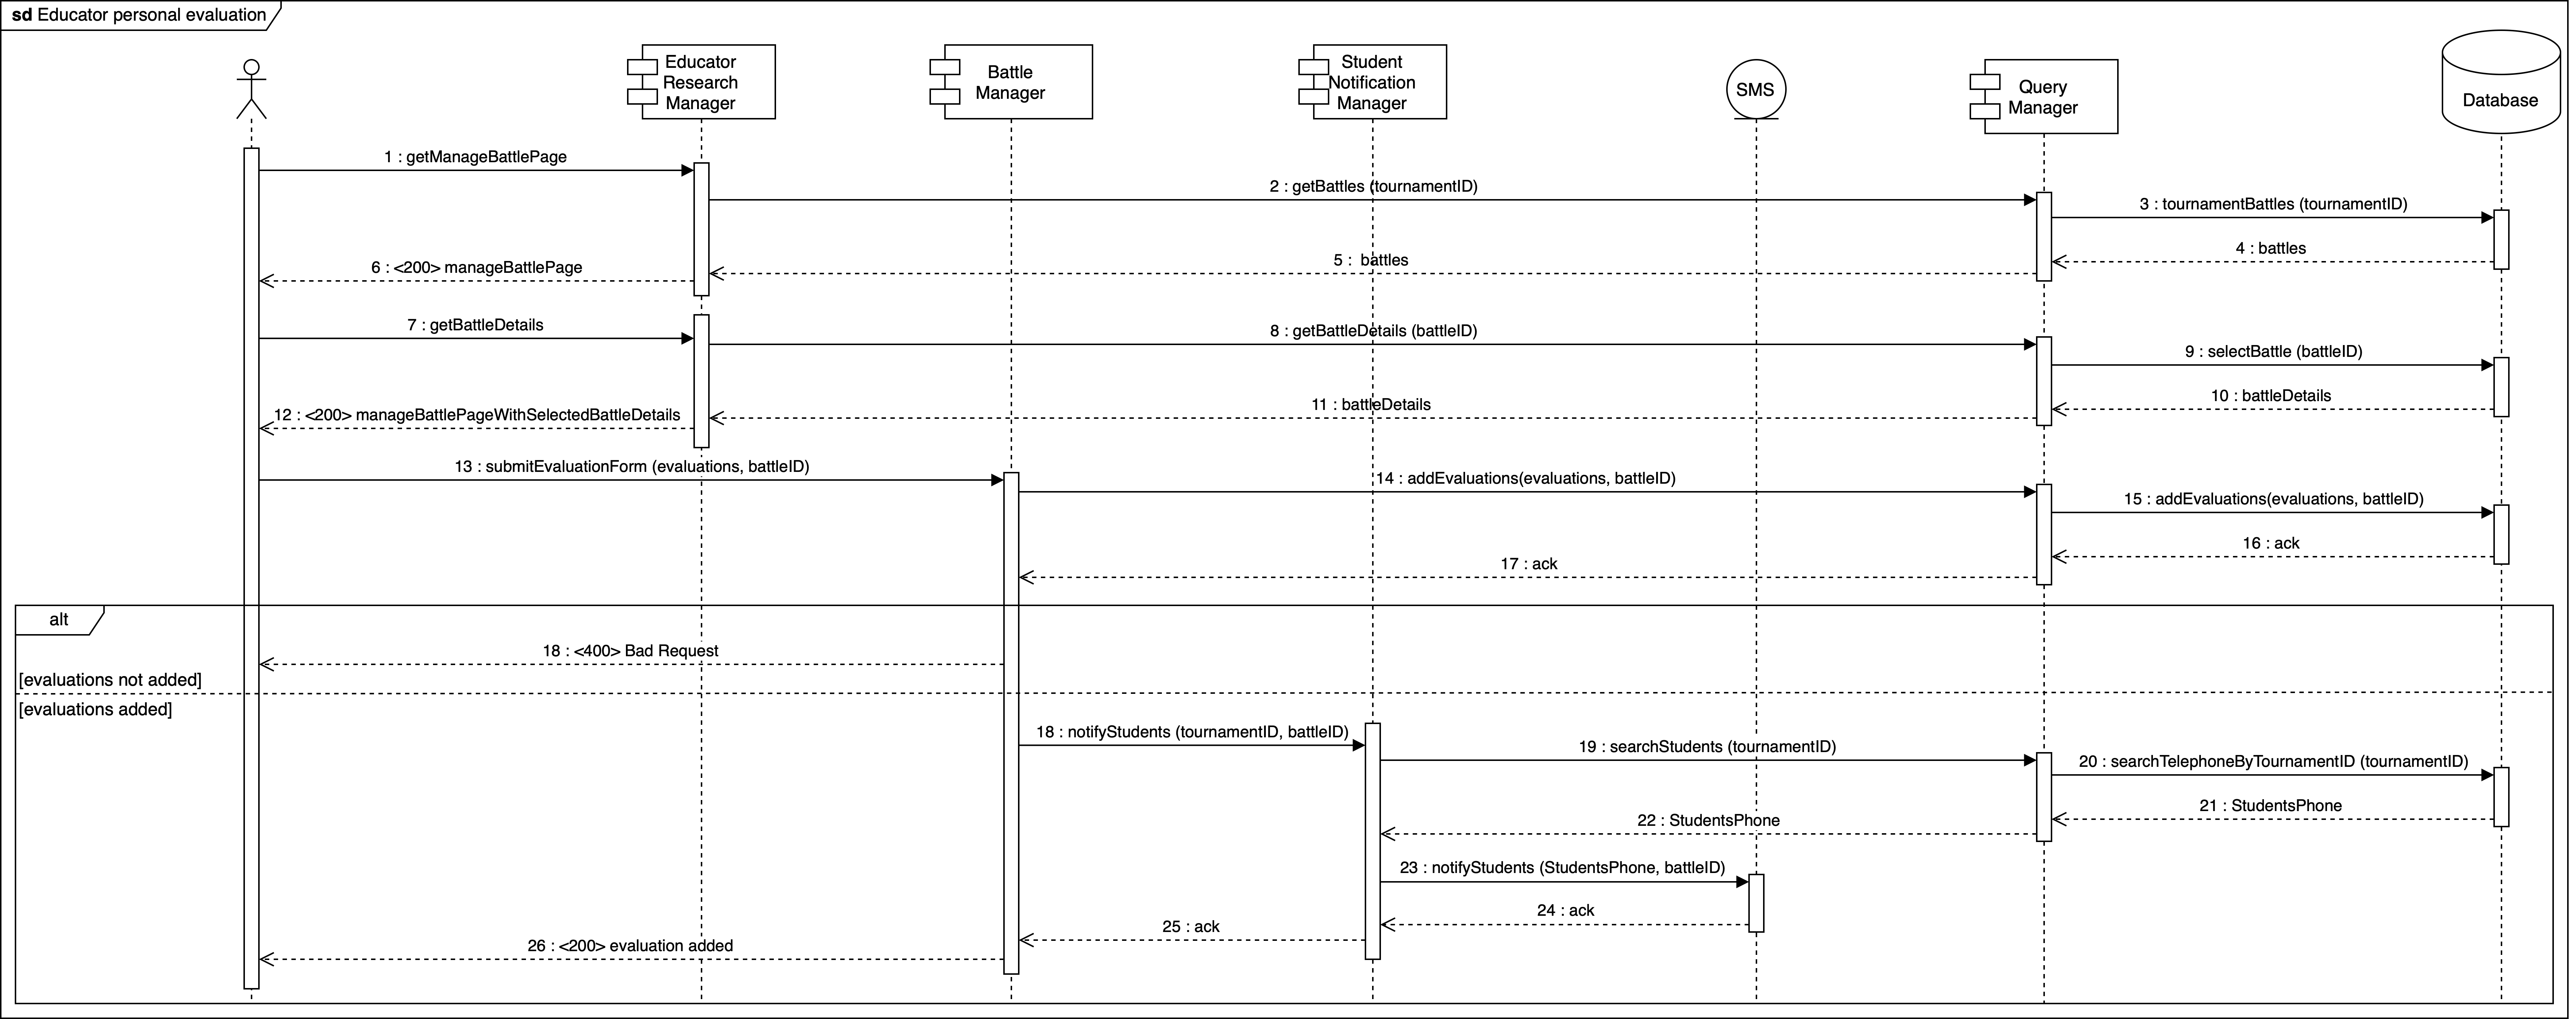 sd Educator personal evaluation
Educator
Research
Manager
Battle
Manager
Student
Notification
Manager
SMS
Query
Manager
Database
1 : getManageBattlePage
2 : getBattles (tournamentID)
3 : tournamentBattles (tournamentID)
4 : battles
5 : battles
6 : <200> manageBattlePage
7 : getBattleDetails
8 : getBattleDetails (battleID)
9 : selectBattle (battleID)
10 : battleDetails
11 : battleDetails
12 : <200> manageBattlePageWithSelectedBattleDetails
13 : submitEvaluationForm (evaluations, battleID)
14 : addEvaluations(evaluations, battleID)
15 : addEvaluations(evaluations, battleID)
16 : ack
17 : ack
alt
18 : <400> Bad Request
[evaluations not added]
[evaluations added]
18 : notifyStudents (tournamentID, battleID)
19 : searchStudents (tournamentID)
20 : searchTelephoneByTournamentID (tournamentID)
21 : StudentsPhone
22 : StudentsPhone
23 : notifyStudents (StudentsPhone, battleID)
24 : ack
25 : ack
26 : <200> evaluation added